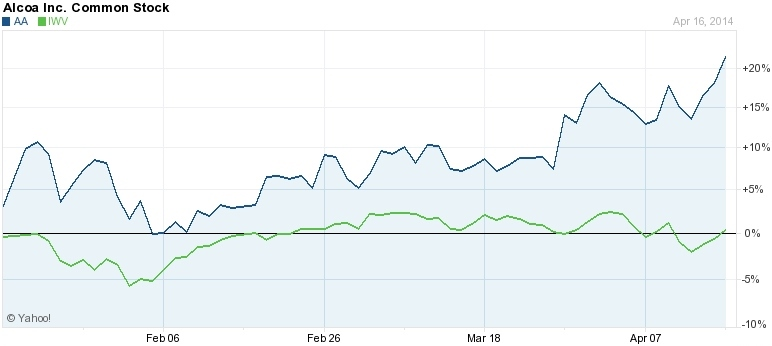 Alcoa Inc. Common Stock
AA IWV Apr 16, 2014
+20%
+15%
+10%
+5%
0%
-5%
-10%
© Yahoo!
Feb 06 Feb 26 Mar 18 Apr 07